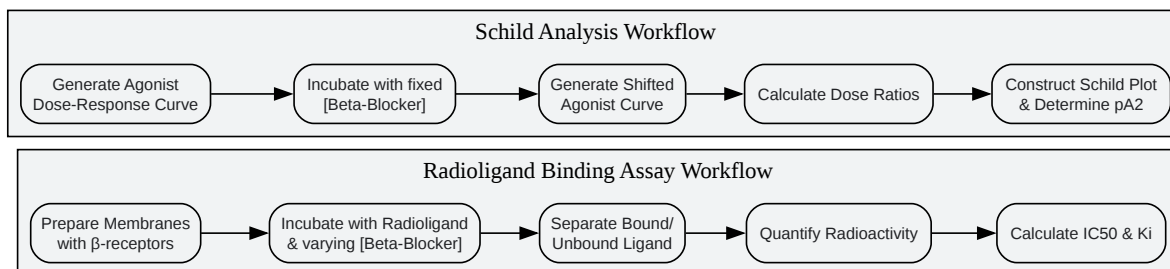 Schild Analysis Workflow
Generate Agonist
Dose-Response Curve
Incubate with fixed
[Beta-Blocker]
Generate Shifted
Agonist Curve
Calculate Dose Ratios
Construct Schild Plot
& Determine pA2
Radioligand Binding Assay Workflow
Prepare Membranes
with β-receptors
Incubate with Radioligand
& varying [Beta-Blocker]
Separate Bound/
Unbound Ligand
Quantify Radioactivity
Calculate IC50 & Ki